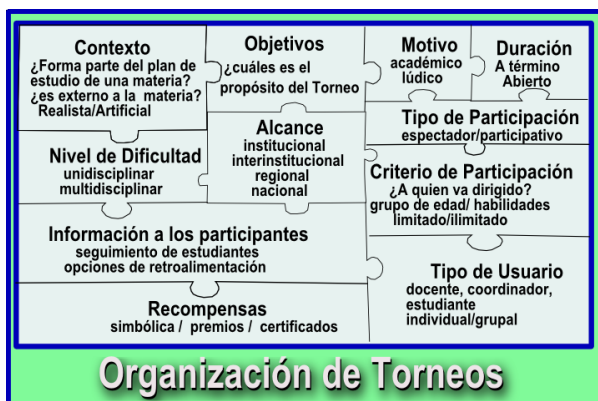 Contexto
¿Forma parte del plan de
estudio de una materia?
¿es externo a la materia?
Realista/Artificial
Objetivos
¿cuáles es el
propósito del Torneo
Motivo
académico
lúdico
Duración
A término
Abierto
Nivel de Dificultad
unidisciplinar
multidisciplinar
Alcance
institucional
interinstitucional
regional
nacional
Tipo de Participación
espectador/participativo
Criterio de Participación
¿A quien va dirigido?
grupo de edad/ habilidades
limitado/ilimitado
Información a los participantes
seguimiento de estudiantes
opciones de retroalimentación
Tipo de Usuario
docente, coordinador,
estudiante
individual/grupal
Recompensas
simbólica / premios / certificados
Organización de Torneos